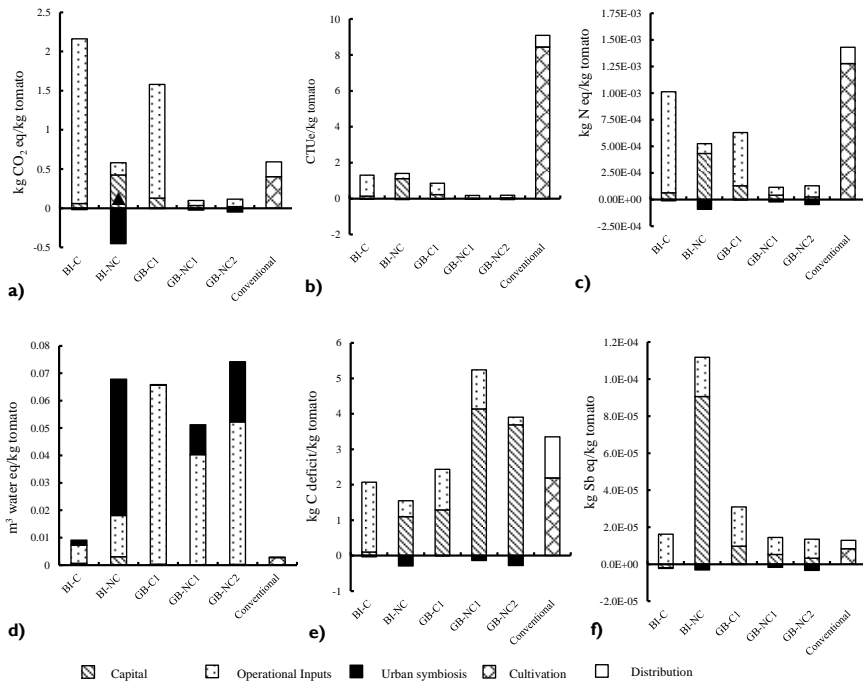 kg CO2 eq/kg tomato
2.5
2
1.5
1
0.5
0
-0.5
BI-C
BI-NC
GB-C1
GB-NC1
GB-NC2
Conventional
a)
CTUe/kg tomato
10
8
6
4
2
0
-2
BI-C
BI-NC
GB-C1
GB-NC1
GB-NC2
Conventional
b)
kg N eq/kg tomato
1.75E-03
1.50E-03
1.25E-03
1.00E-03
7.50E-04
5.00E-04
2.50E-04
0.00E+00
-2.50E-04
BI-C
BI-NC
GB-C1
GB-NC1
GB-NC2
Conventional
c)
m3 water eq/kg tomato
0.08
0.07
0.06
0.05
0.04
0.03
0.02
0.01
0
BI-C
BI-NC
GB-C1
GB-NC1
GB-NC2
Conventional
d)
kg C deficit/kg tomato
6
5
4
3
2
1
0
-1
BI-C
BI-NC
GB-C1
GB-NC1
GB-NC2
Conventional
e)
kg Sb eq/kg tomato
1.2E-04
1.0E-04
8.0E-05
6.0E-05
4.0E-05
2.0E-05
0.0E+00
-2.0E-05
BI-C
BI-NC
GB-C1
GB-NC1
GB-NC2
Conventional
f)
Capital Operational Inputs Urban symbiosis Cultivation Distribution